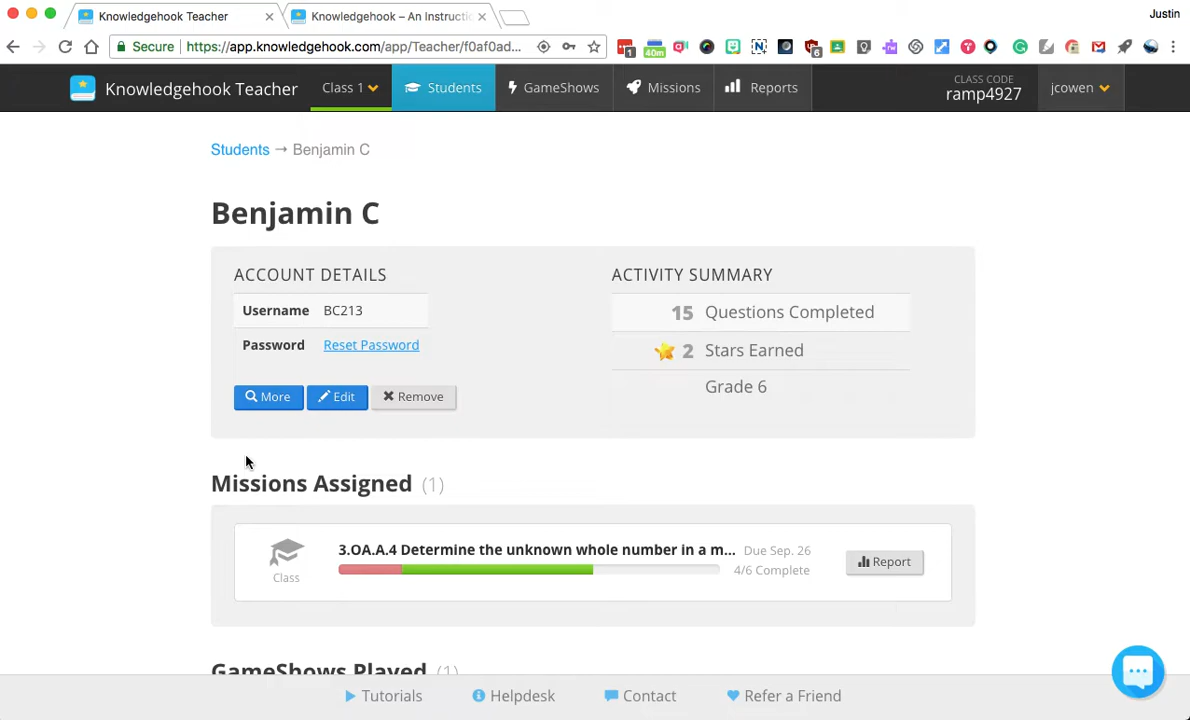 Justin
Knowledgehook Teacher
Knowledgehook – An Instructi
Secure
https://app.knowledgehook.com/app/Teacher/f0af0ad...
1
40m
6
Knowledgehook Teacher
Class 1
Students
GameShows
Missions
Reports
CLASS CODE
ramp4927
jcowen
Students → Benjamin C
Benjamin C
ACCOUNT DETAILS
Username BC213
Password Reset Password
More
Edit
Remove
ACTIVITY SUMMARY
15 Questions Completed
2 Stars Earned
Grade 6
Missions Assigned (1)
Class
3.OA.A.4 Determine the unknown whole number in a m... Due Sep. 26
4/6 Complete
Report
GameShows Played (1)
Tutorials
Helpdesk
Contact
Refer a Friend